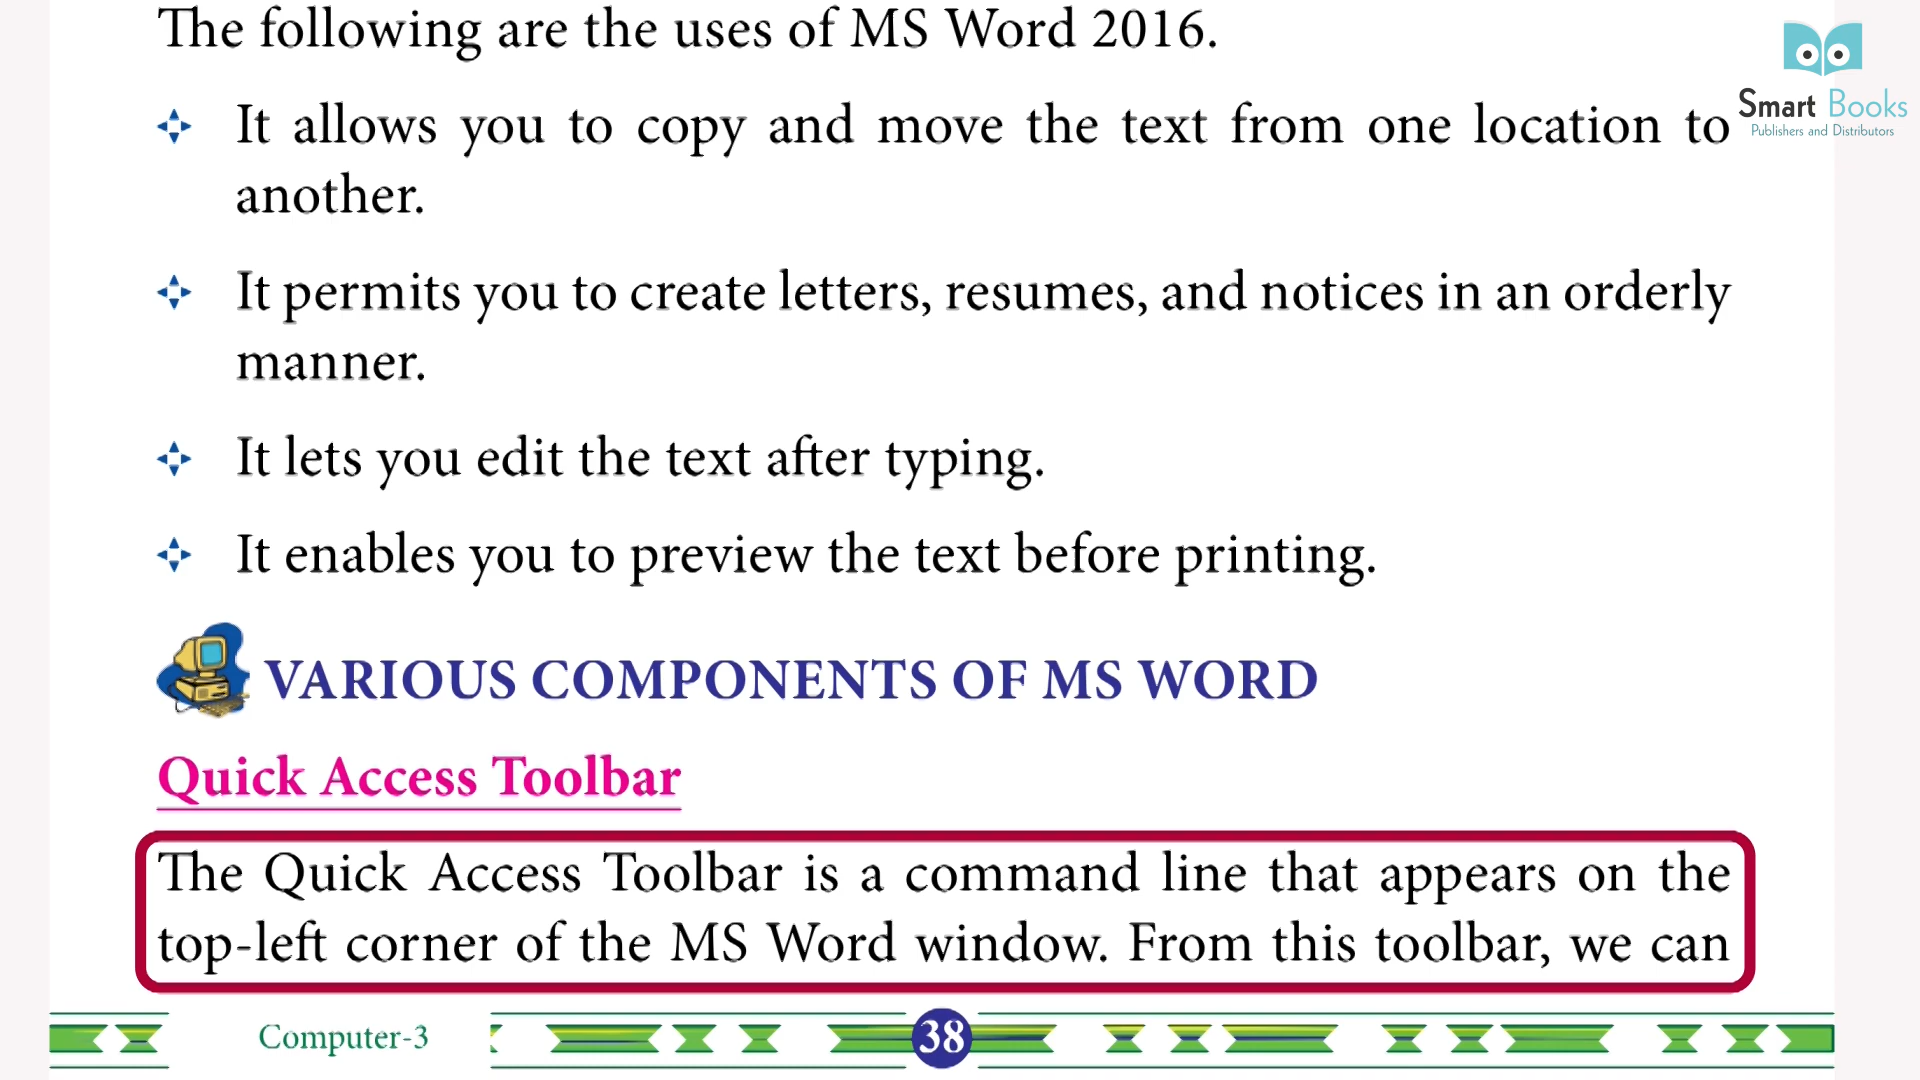 The following are the uses of MS Word 2016.
Smart Books
Publishers and Distributors
It allows you to copy and move the text from one location to
another.
It permits you to create letters, resumes, and notices in an orderly
manner.
It lets you edit the text after typing.
It enables you to preview the text before printing.
VARIOUS COMPONENTS OF MS WORD
Quick Access Toolbar
The Quick Access Toolbar is a command line that appears on the
top-left corner of the MS Word window. From this toolbar, we can
Computer-3
38